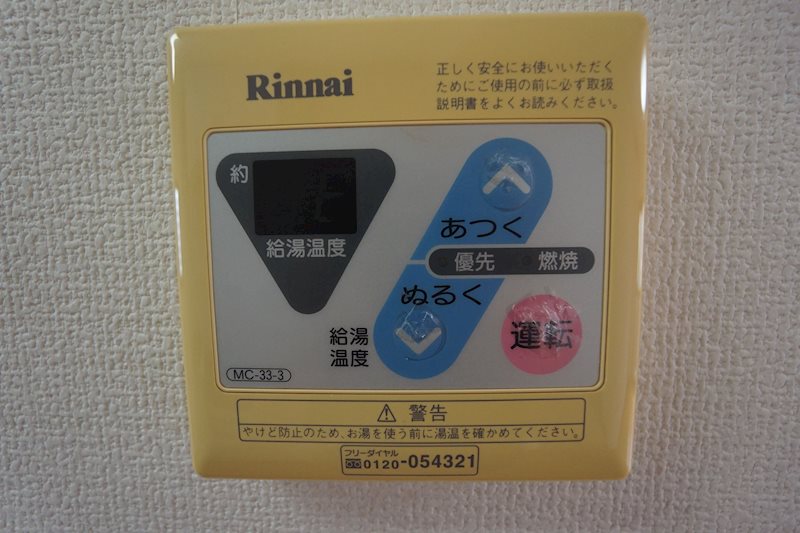 Rinnai
正しく安全にお使いいただく
ためにご使用の前に必ず取扱
説明書をよくお読みください。
約
給湯温度
あつく
優先 燃焼
ぬるく
給湯
温度
運転
MC-33-3
⚠ 警告
やけど防止のため、お湯を使う前に湯温を確かめてください。
フリーダイヤル
0120-054321